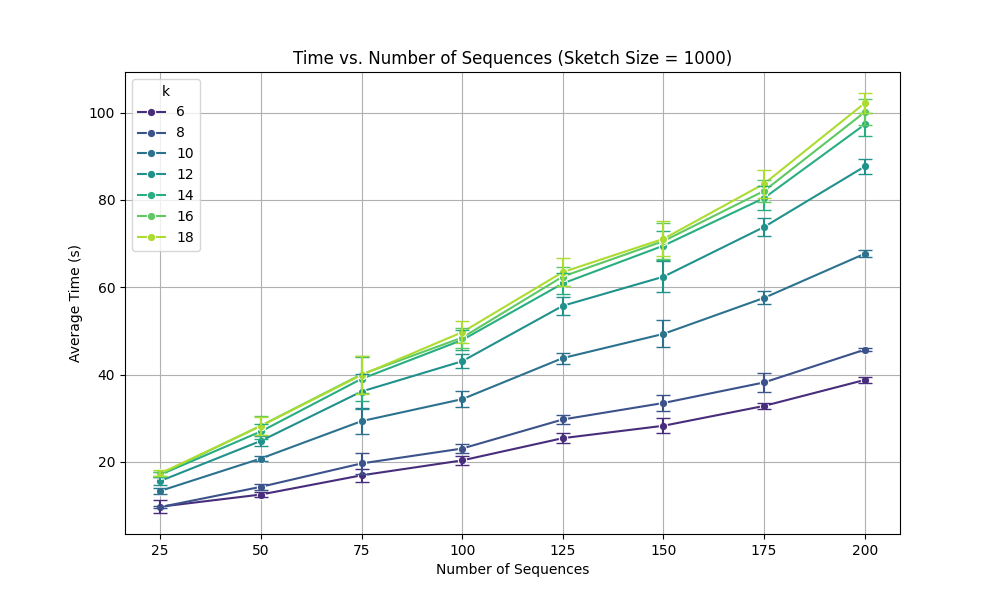 Time vs. Number of Sequences (Sketch Size = 1000)
k
6
8
10
12
14
16
18
100
80
60
40
20
Average Time (s)
25 50 75 100 125 150 175 200
Number of Sequences